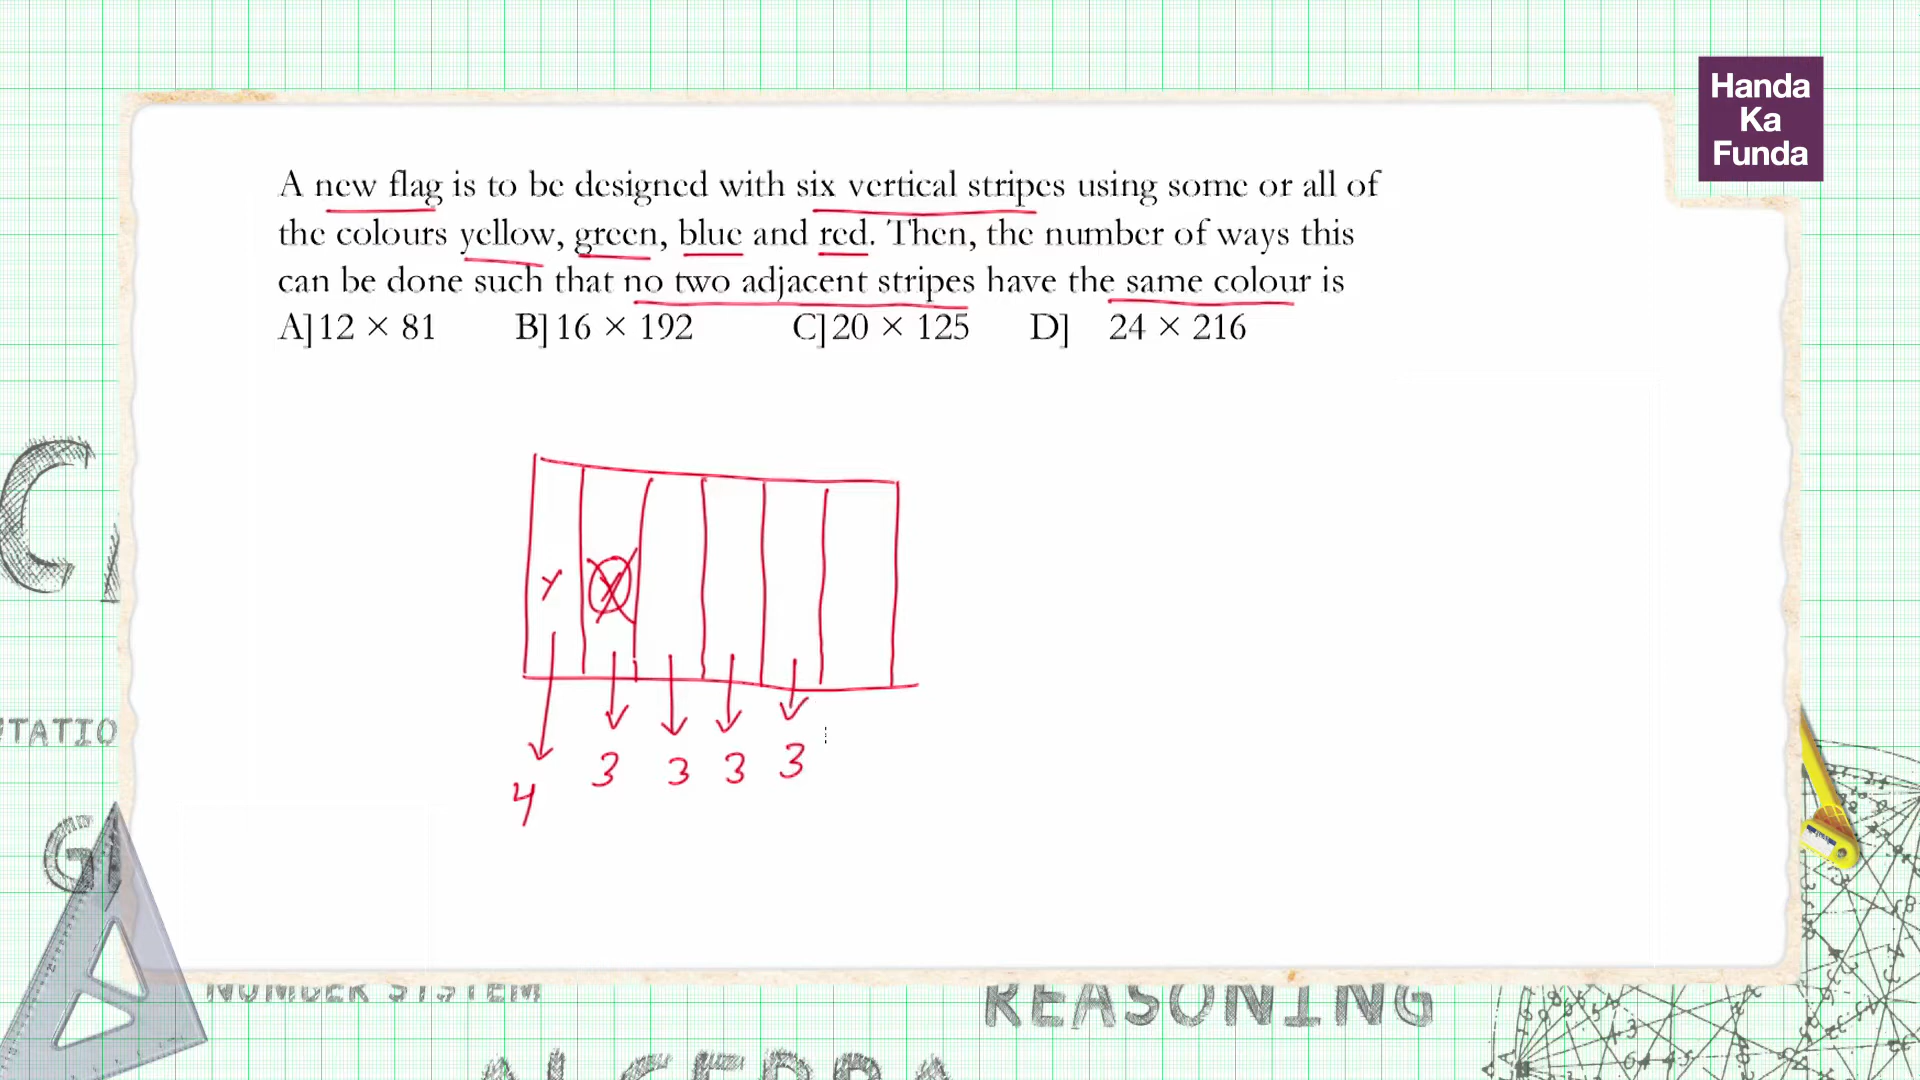 Handa
Ka
Funda
A new flag is to be designed with six vertical stripes using some or all of
the colours yellow, green, blue and red. Then, the number of ways this
can be done such that no two adjacent stripes have the same colour is
A] 12 × 81 B] 16 × 192 C] 20 × 125 D] 24 × 216
Y
4 3 3 3 3
NUMBER SYSTEM
REASONING
ALGEBRA